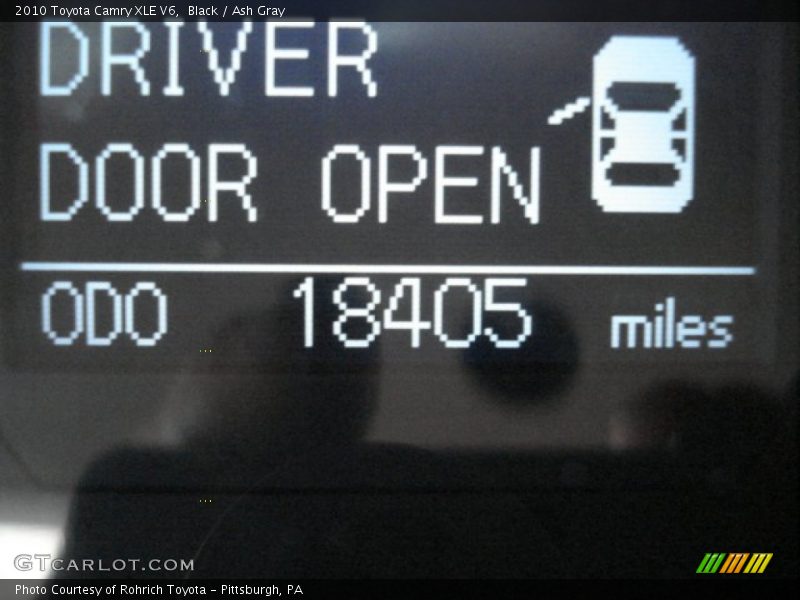 2010 Toyota Camry XLE V6,  Black / Ash Gray
DRIVER
DOOR OPEN
ODO 18405 miles
GTCARLOT.COM
Photo Courtesy of Rohrich Toyota - Pittsburgh, PA